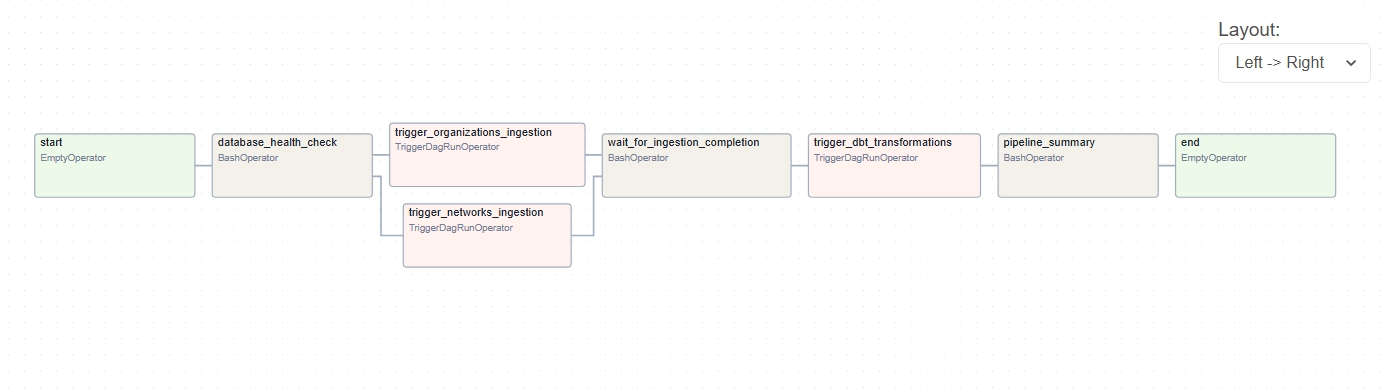 Layout:
Left -> Right
start
EmptyOperator
database_health_check
BashOperator
trigger_organizations_ingestion
TriggerDagRunOperator
trigger_networks_ingestion
TriggerDagRunOperator
wait_for_ingestion_completion
BashOperator
trigger_dbt_transformations
TriggerDagRunOperator
pipeline_summary
BashOperator
end
EmptyOperator